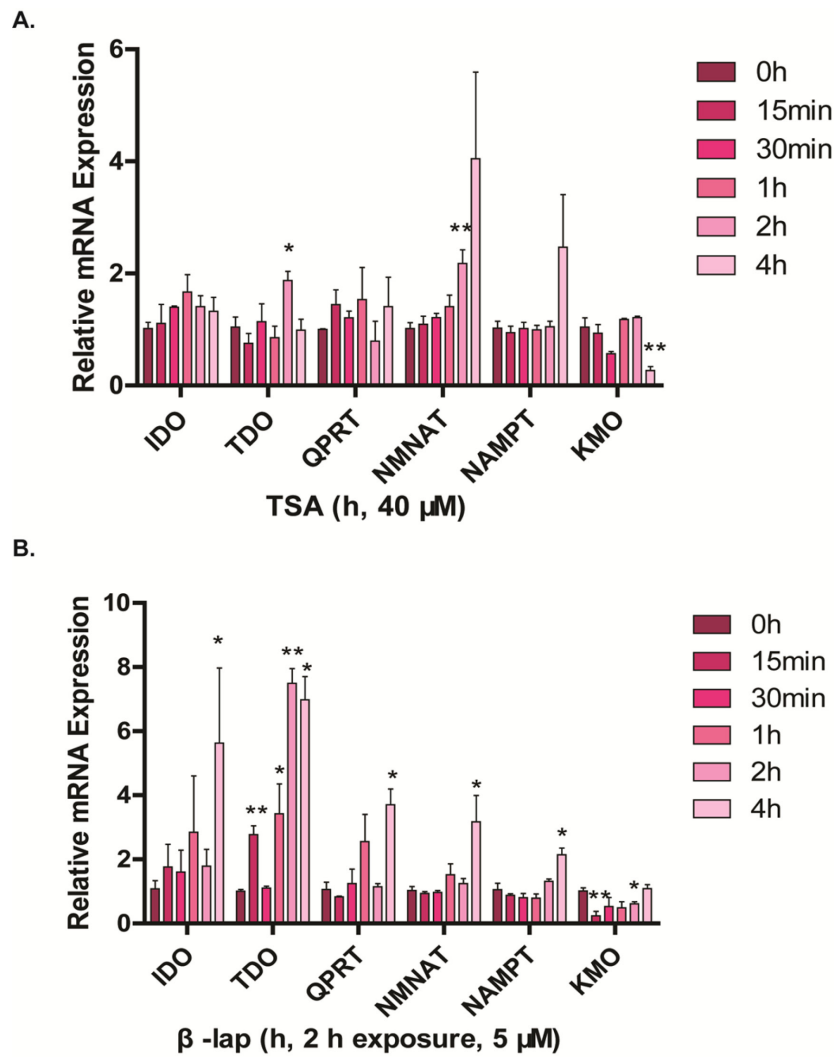 A.
Relative mRNA Expression
6
4
2
0
**
*
**
IDO
TDO
QPRT
NMNAT
NAMPT
KMO
TSA (h, 40 µM)
0h
15min
30min
1h
2h
4h
B.
Relative mRNA Expression
10
8
6
4
2
0
*
**
*
**
*
*
*
*
**
*
IDO
TDO
QPRT
NMNAT
NAMPT
KMO
β -lap (h, 2 h exposure, 5 µM)
0h
15min
30min
1h
2h
4h